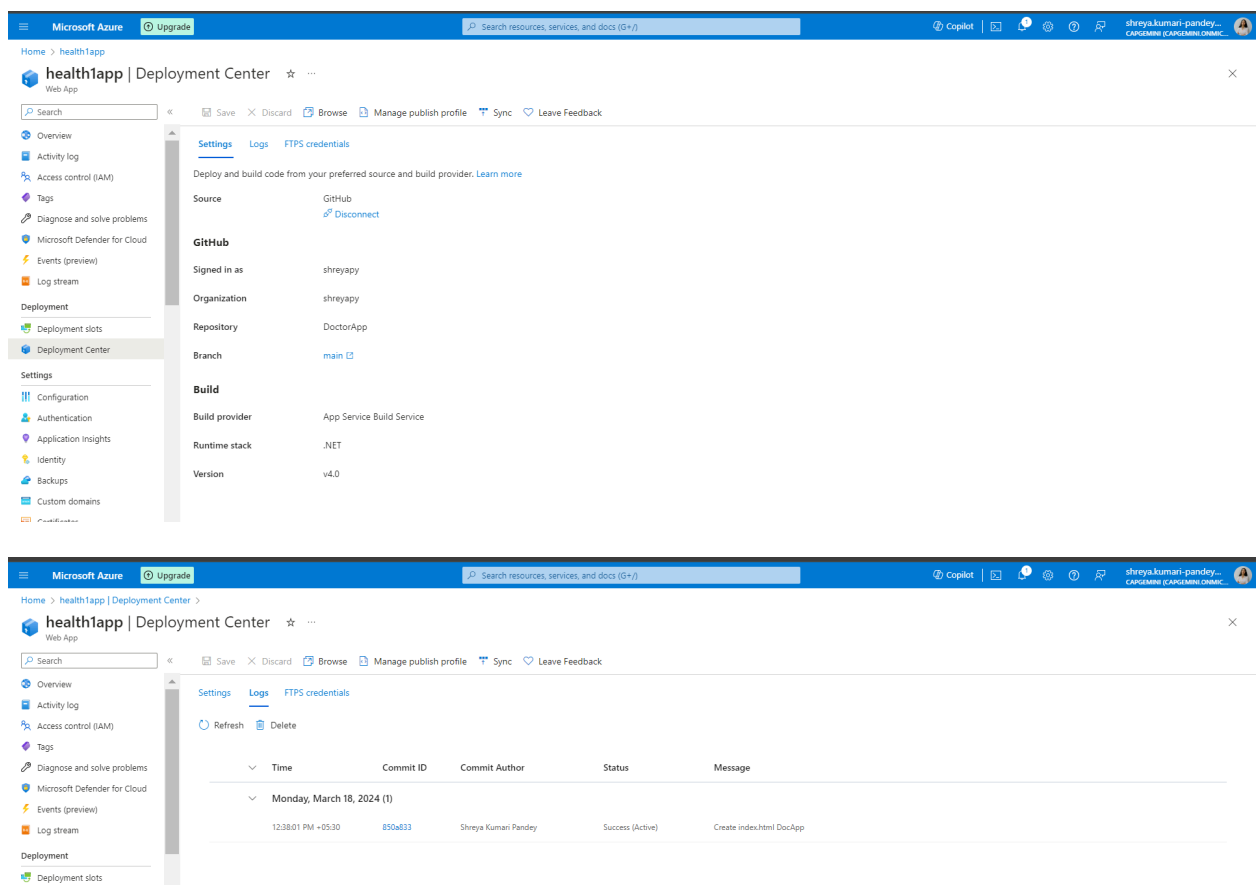 Microsoft Azure Upgrade Search resources, services, and docs (G+/) Copilot 1 shreya.kumari-pandey...
CAPGEMINI (CAPGEMINI.ONMIC...
Home > health1app
health1app | Deployment Center
Web App
Search « Save Discard Browse Manage publish profile Sync Leave Feedback
Overview
Activity log
Access control (IAM)
Tags
Diagnose and solve problems
Microsoft Defender for Cloud
Events (preview)
Log stream
Deployment
Deployment slots
Deployment Center
Settings
Configuration
Authentication
Application Insights
Identity
Backups
Custom domains
Certificates
Settings Logs FTPS credentials
Deploy and build code from your preferred source and build provider. Learn more
Source GitHub
Disconnect
GitHub
Signed in as shreyapy
Organization shreyapy
Repository DoctorApp
Branch main
Build
Build provider App Service Build Service
Runtime stack .NET
Version v4.0
Microsoft Azure Upgrade Search resources, services, and docs (G+/) Copilot 1 shreya.kumari-pandey...
CAPGEMINI (CAPGEMINI.ONMIC...
Home > health1app | Deployment Center >
health1app | Deployment Center
Web App
Search « Save Discard Browse Manage publish profile Sync Leave Feedback
Overview
Activity log
Access control (IAM)
Tags
Diagnose and solve problems
Microsoft Defender for Cloud
Events (preview)
Log stream
Deployment
Deployment slots
Settings Logs FTPS credentials
Refresh Delete
Time Commit ID Commit Author Status Message
Monday, March 18, 2024 (1)
12:38:01 PM +05:30 850a833 Shreya Kumari Pandey Success (Active) Create index.html DocApp